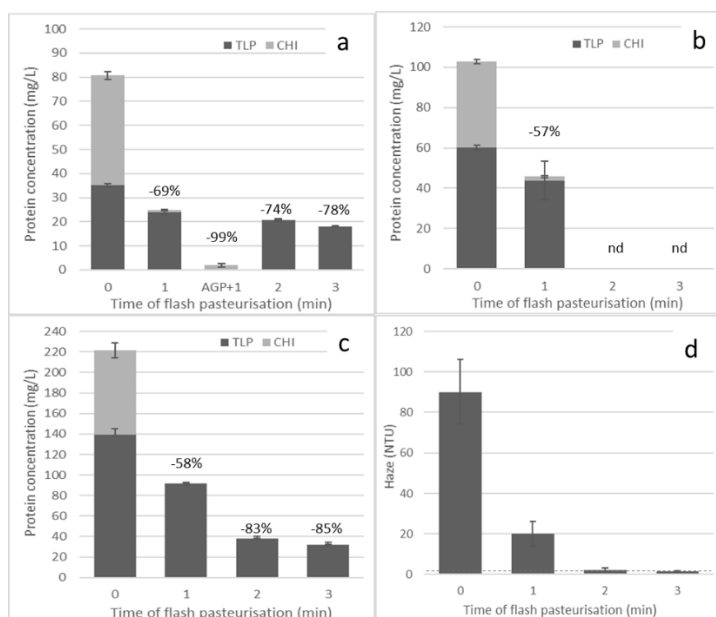 a
TLP CHI
Protein concentration (mg/L)
100
90
80
70
60
50
40
30
20
10
0
-69%
-99%
-74%
-78%
0 1 AGP+1 2 3
Time of flash pasteurisation (min)
b
TLP CHI
Protein concentration (mg/L)
120
100
80
60
40
20
0
-57%
nd nd
0 1 2 3
Time of flash pasteurisation (min)
c
TLP CHI
Protein concentration (mg/L)
240
220
200
180
160
140
120
100
80
60
40
20
0
-58%
-83%
-85%
0 1 2 3
Time of flash pasteurisation (min)
d
Haze (NTU)
120
100
80
60
40
20
0
0 1 2 3
Time of flash pasteurisation (min)